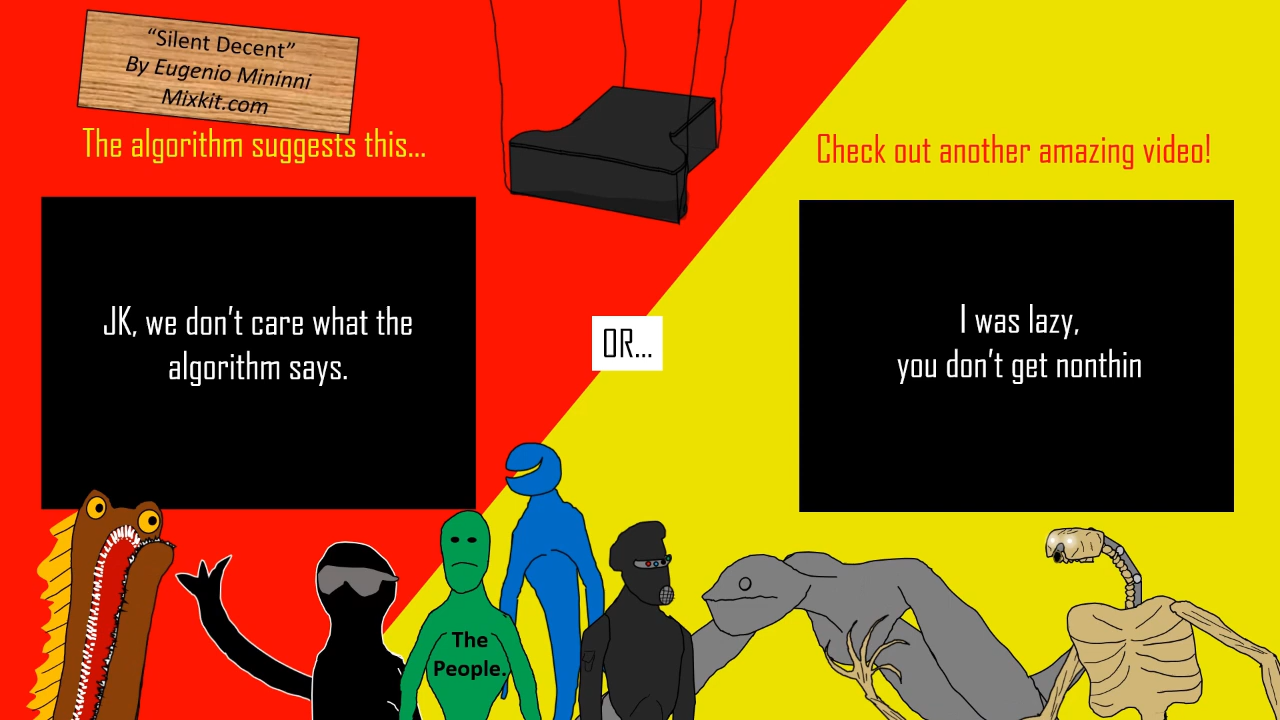 “Silent Decent”
By Eugenio Mininni
Mixkit.com
The algorithm suggests this...
Check out another amazing video!
JK, we don’t care what the
algorithm says.
OR...
I was lazy,
you don’t get nonthin
The
People.